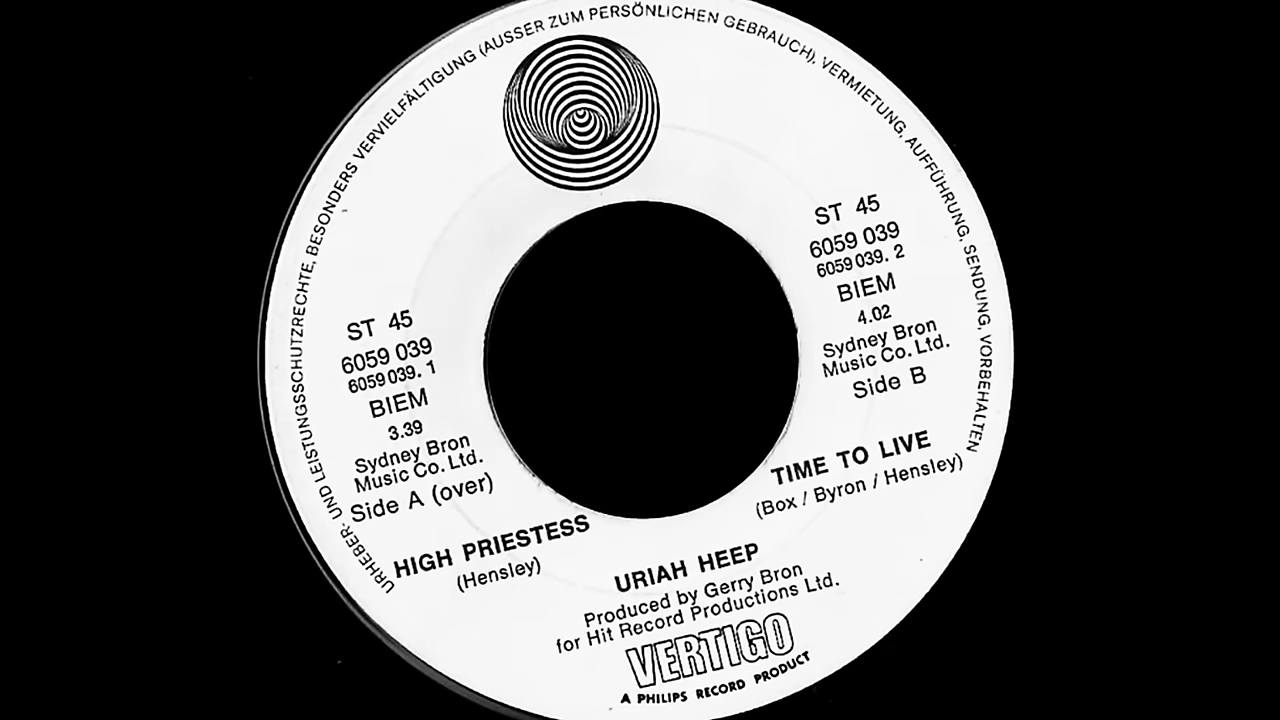 URHEBER- UND LEISTUNGSSCHUTZRECHTE, BESONDERS VERVIELFÄLTIGUNG (AUSSER ZUM PERSÖNLICHEN GEBRAUCH), VERMIETUNG, AUFFÜHRUNG, SENDUNG, VORBEHALTEN
ST 45
6059 039
6059 039. 1
BIEM
3.39
Sydney Bron
Music Co. Ltd.
Side A (over)
HIGH PRIESTESS
(Hensley)
ST 45
6059 039
6059 039. 2
BIEM
4.02
Sydney Bron
Music Co. Ltd.
Side B
TIME TO LIVE
(Box / Byron / Hensley)
URIAH HEEP
Produced by Gerry Bron
for Hit Record Productions Ltd.
VERTIGO
A PHILIPS RECORD PRODUCT